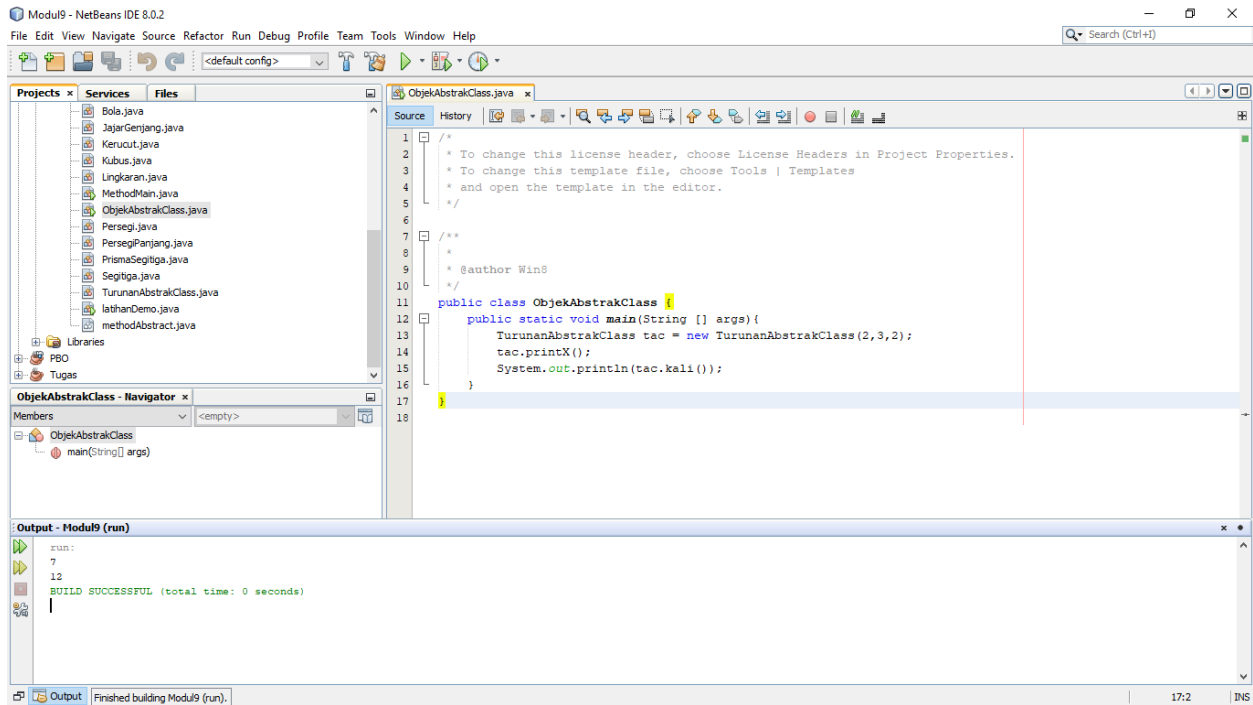 Modul9 - NetBeans IDE 8.0.2
File Edit View Navigate Source Refactor Run Debug Profile Team Tools Window Help
Search (Ctrl+I)
<default config>
Projects × Services Files
Bola.java
JajarGenjang.java
Kerucut.java
Kubus.java
Lingkaran.java
MethodMain.java
ObjekAbstrakClass.java
Persegi.java
PersegiPanjang.java
PrismaSegitiga.java
Segitiga.java
TurunanAbstrakClass.java
latihanDemo.java
methodAbstract.java
Libraries
PBO
Tugas
ObjekAbstrakClass - Navigator ×
Members <empty>
ObjekAbstrakClass
main(String[] args)
ObjekAbstrakClass.java ×
Source History
1 /*
2 * To change this license header, choose License Headers in Project Properties.
3 * To change this template file, choose Tools | Templates
4 * and open the template in the editor.
5 */
6
7 /**
8 *
9 * @author Win8
10 */
11 public class ObjekAbstrakClass {
12 public static void main(String [] args){
13 TurunanAbstrakClass tac = new TurunanAbstrakClass(2,3,2);
14 tac.printX();
15 System.out.println(tac.kali());
16 }
17 }
18
Output - Modul9 (run)
run:
7
12
BUILD SUCCESSFUL (total time: 0 seconds)
Output Finished building Modul9 (run).
17:2 INS